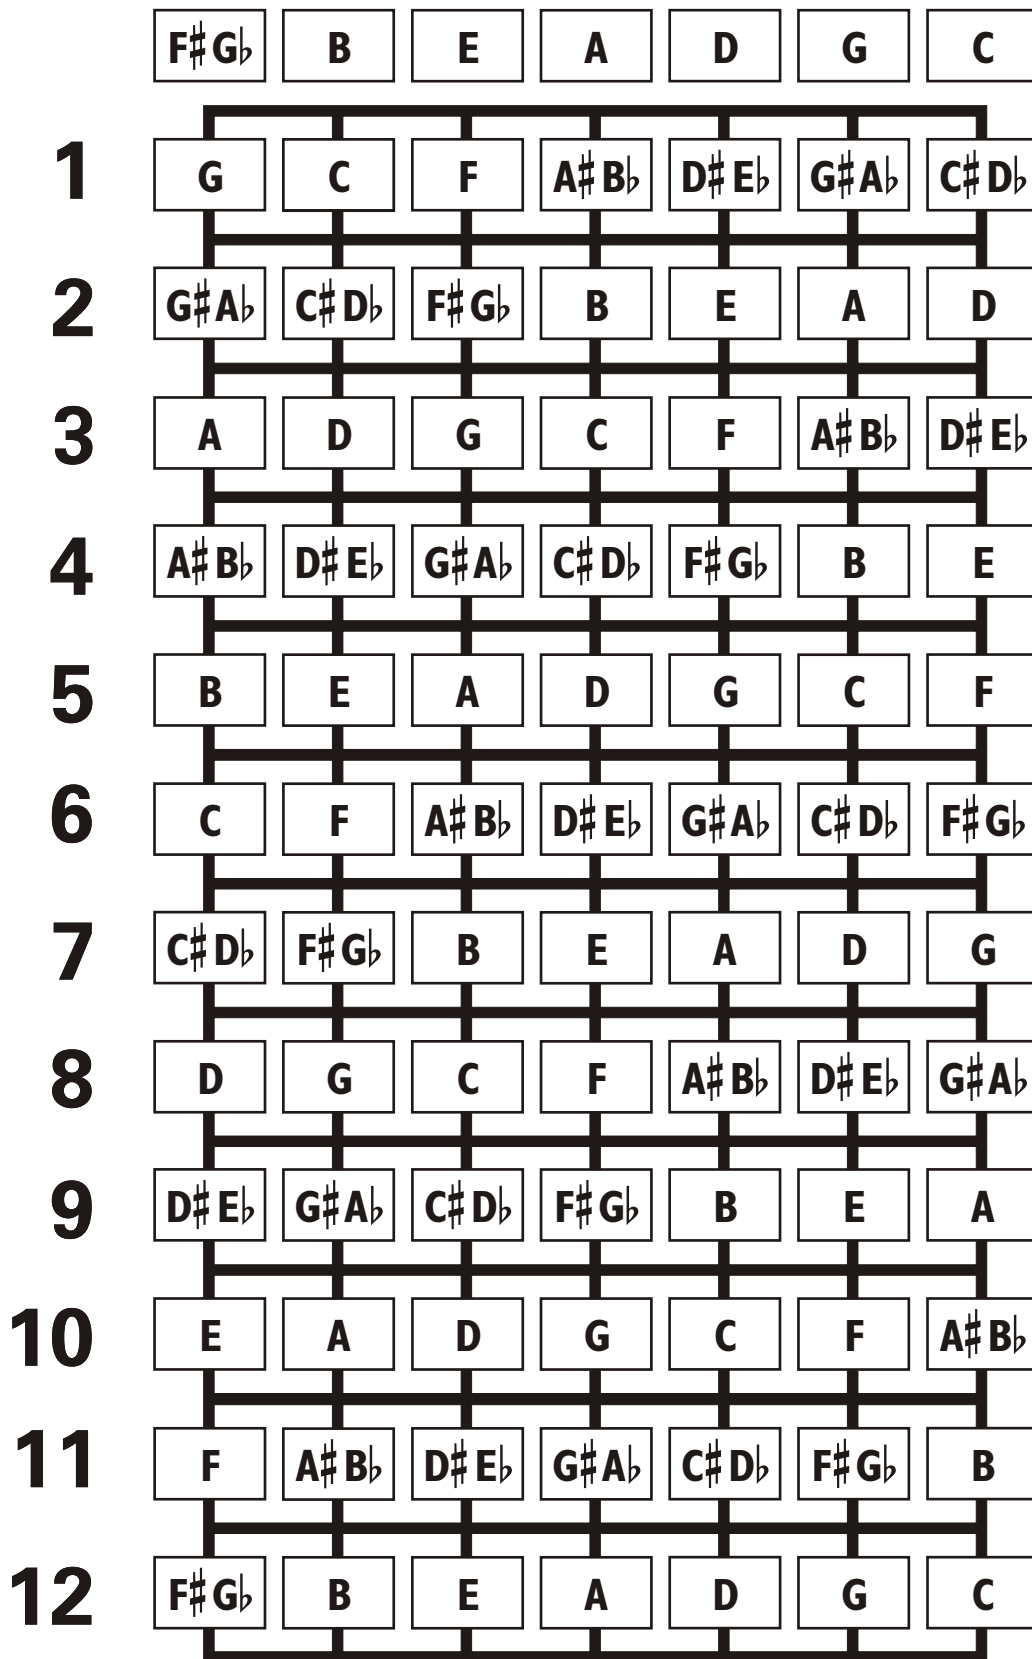 F♯G♭ B E A D G C
1 G C F A♯B♭ D♯E♭ G♯A♭ C♯D♭
2 G♯A♭ C♯D♭ F♯G♭ B E A D
3 A D G C F A♯B♭ D♯E♭
4 A♯B♭ D♯E♭ G♯A♭ C♯D♭ F♯G♭ B E
5 B E A D G C F
6 C F A♯B♭ D♯E♭ G♯A♭ C♯D♭ F♯G♭
7 C♯D♭ F♯G♭ B E A D G
8 D G C F A♯B♭ D♯E♭ G♯A♭
9 D♯E♭ G♯A♭ C♯D♭ F♯G♭ B E A
10 E A D G C F A♯B♭
11 F A♯B♭ D♯E♭ G♯A♭ C♯D♭ F♯G♭ B
12 F♯G♭ B E A D G C